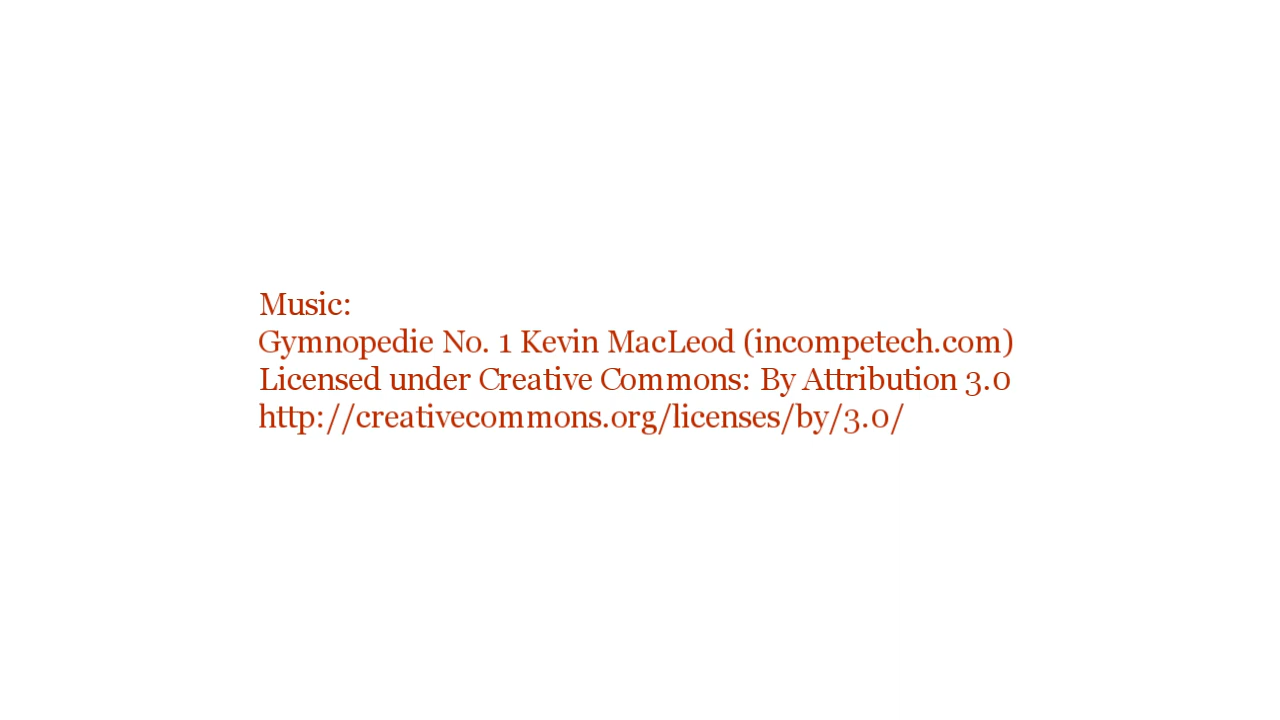 Music:
Gymnopedie No. 1 Kevin MacLeod (incompetech.com)
Licensed under Creative Commons: By Attribution 3.0
http://creativecommons.org/licenses/by/3.0/